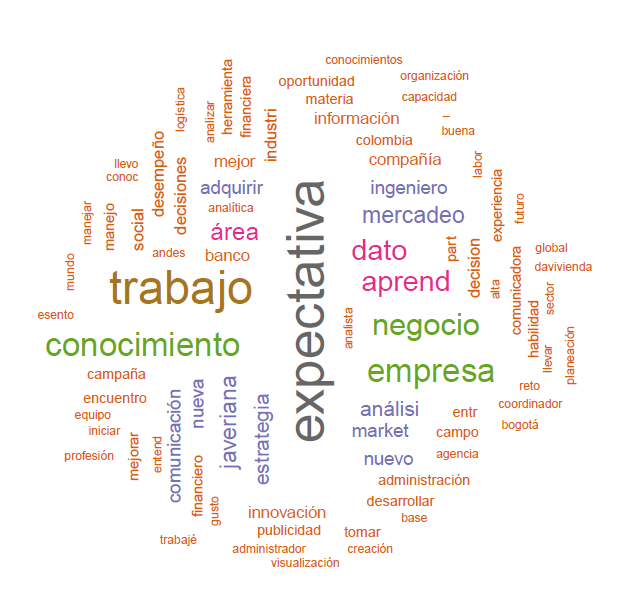 conocimientos
organización
oportunidad
capacidad
materia
información
–
buena
colombia
compañía
logística
analizar
herramienta
financiera
industri
mejor
llevo
conoc
desempeño
decisiones
adquirir
analítica
área
banco
andes
social
manejo
manejar
mundo
trabajo
esento
conocimiento
expectativa
ingeniero
mercadeo
labor
experiencia
futuro
dato
part
decision
aprend
alta
comunicadora
global
davivienda
sector
habilidad
llevar
planeación
analista
negocio
empresa
reto
coordinador
bogotá
campaña
encuentro
equipo
iniciar
profesión
mejorar
entend
comunicación
nueva
financiero
gusto
javeriana
estrategia
análisi
entr
market
campo
nuevo
agencia
administración
desarrollar
base
innovación
publicidad
tomar
trabajé
administrador
creación
visualización